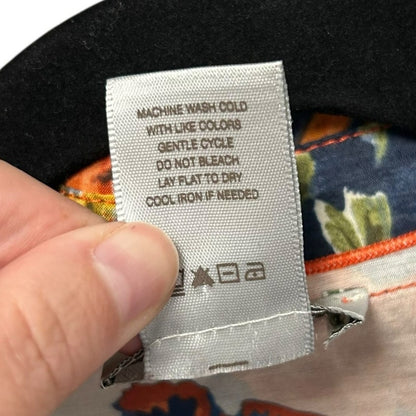 MACHINE WASH COLD
WITH LIKE COLORS
GENTLE CYCLE
DO NOT BLEACH
LAY FLAT TO DRY
COOL IRON IF NEEDED